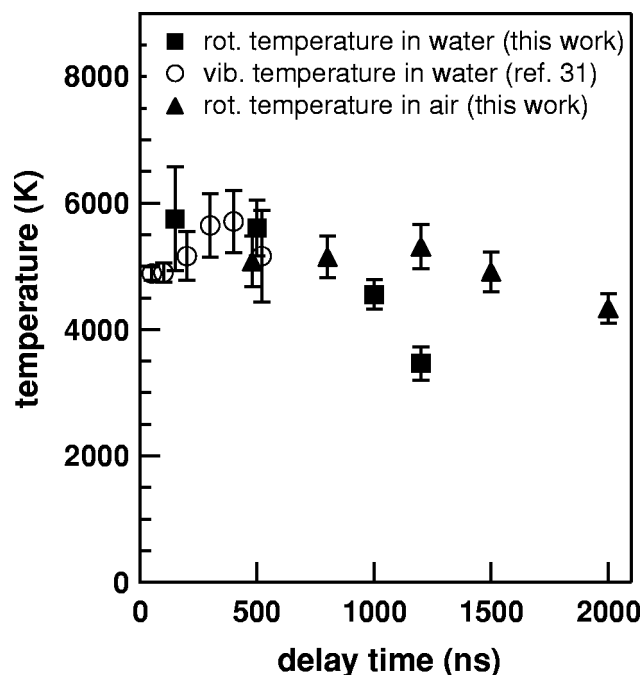 rot. temperature in water (this work)
vib. temperature in water (ref. 31)
rot. temperature in air (this work)
8000
6000
4000
2000
0
temperature (K)
0 500 1000 1500 2000
delay time (ns)